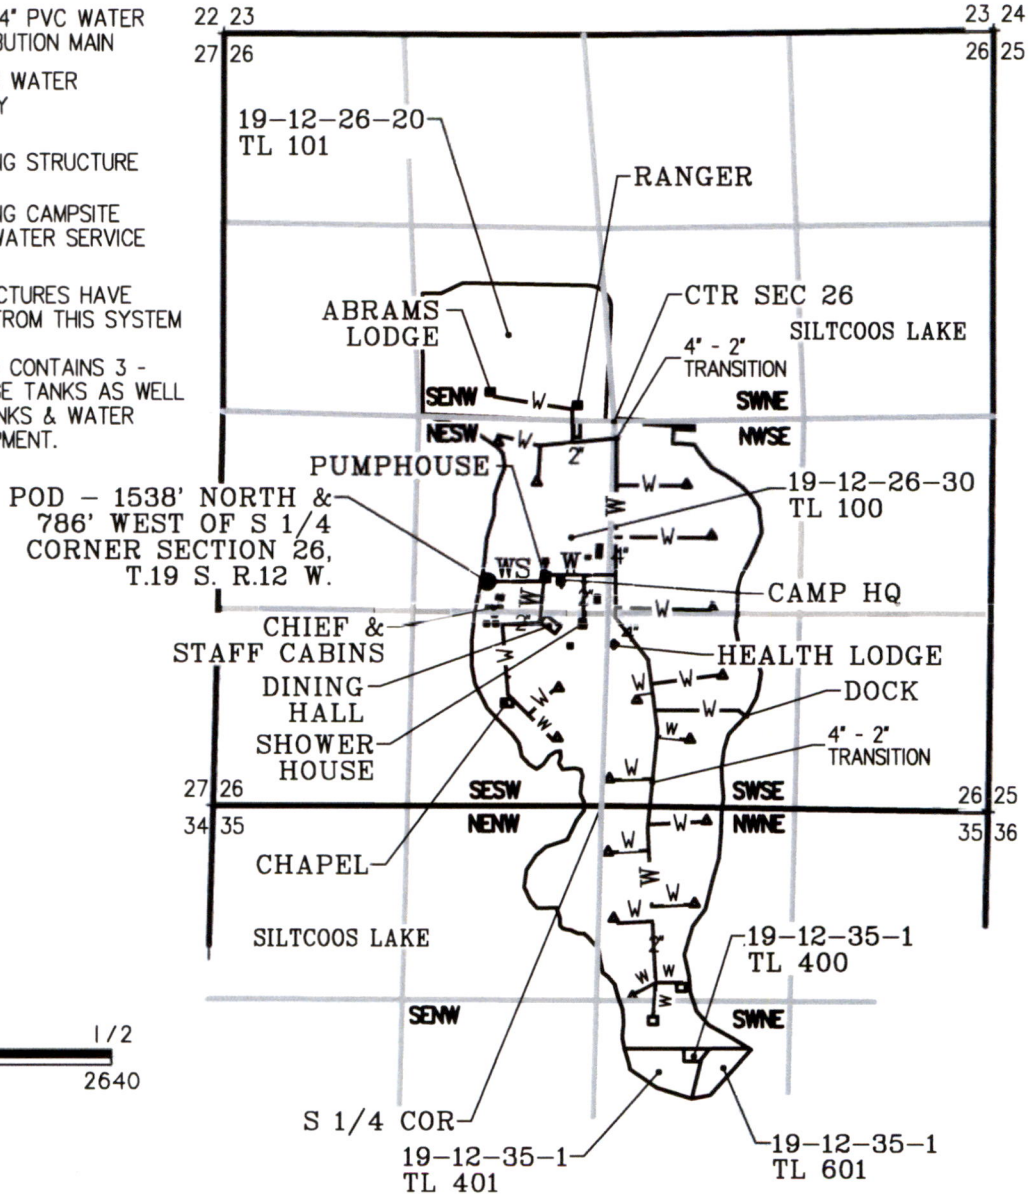 4" PVC WATER
BUTION MAIN
WATER
Y
NG STRUCTURE
NG CAMPSITE
WATER SERVICE
CTURES HAVE
FROM THIS SYSTEM
CONTAINS 3 -
GE TANKS AS WELL
NKS & WATER
PMENT.
22 23
27 26
23 24
26 25
19-12-26-20
TL 101
RANGER
ABRAMS
LODGE
CTR SEC 26
SILTCOOS LAKE
4" - 2"
TRANSITION
SENW
W
SWNE
NESW
W
2"
NWSE
PUMPHOUSE
W
W
19-12-26-30
TL 100
POD - 1538' NORTH &
786' WEST OF S 1/4
CORNER SECTION 26,
T.19 S. R.12 W.
W
WS
W
4"
W
2"
CAMP HQ
W
CHIEF &
STAFF CABINS
2"
4"
HEALTH LODGE
W
W
W
DINING
HALL
W
DOCK
W
W
W
SHOWER
HOUSE
4" - 2"
TRANSITION
W
27 26
34 35
SESW
NENW
SWSE
NWNE
26 25
35 36
W
W
CHAPEL
W
W
W
SILTCOOS LAKE
2"
19-12-35-1
TL 400
W
W
W
SENW
SWNE
1/2
2640
S 1/4 COR
19-12-35-1
TL 401
19-12-35-1
TL 601